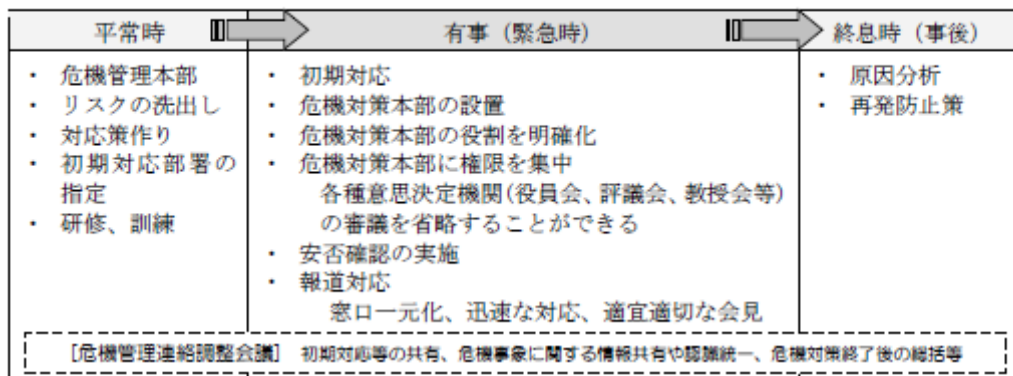 平常時
有事（緊急時）
終息時（事後）
・ 危機管理本部
・ リスクの洗出し
・ 対応策作り
・ 初期対応部署の
指定
・ 研修、訓練
・ 初期対応
・ 危機対策本部の設置
・ 危機対策本部の役割を明確化
・ 危機対策本部に権限を集中
各種意思決定機関(役員会、評議会、教授会等)
の審議を省略することができる
・ 安否確認の実施
・ 報道対応
窓口一元化、迅速な対応、適宜適切な会見
・ 原因分析
・ 再発防止策
［危機管理連絡調整会議］ 初期対応等の共有、危機事象に関する情報共有や認識統一、危機対策終了後の総括等